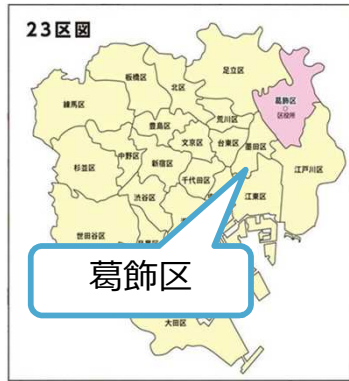 23区図
足立区
板橋区
北区
葛飾区
区役所
練馬区
荒川区
豊島区
文京区
台東区
墨田区
中野区
杉並区
新宿区
千代田区
江戸川区
渋谷区
江東区
世田谷区
葛飾区
大田区